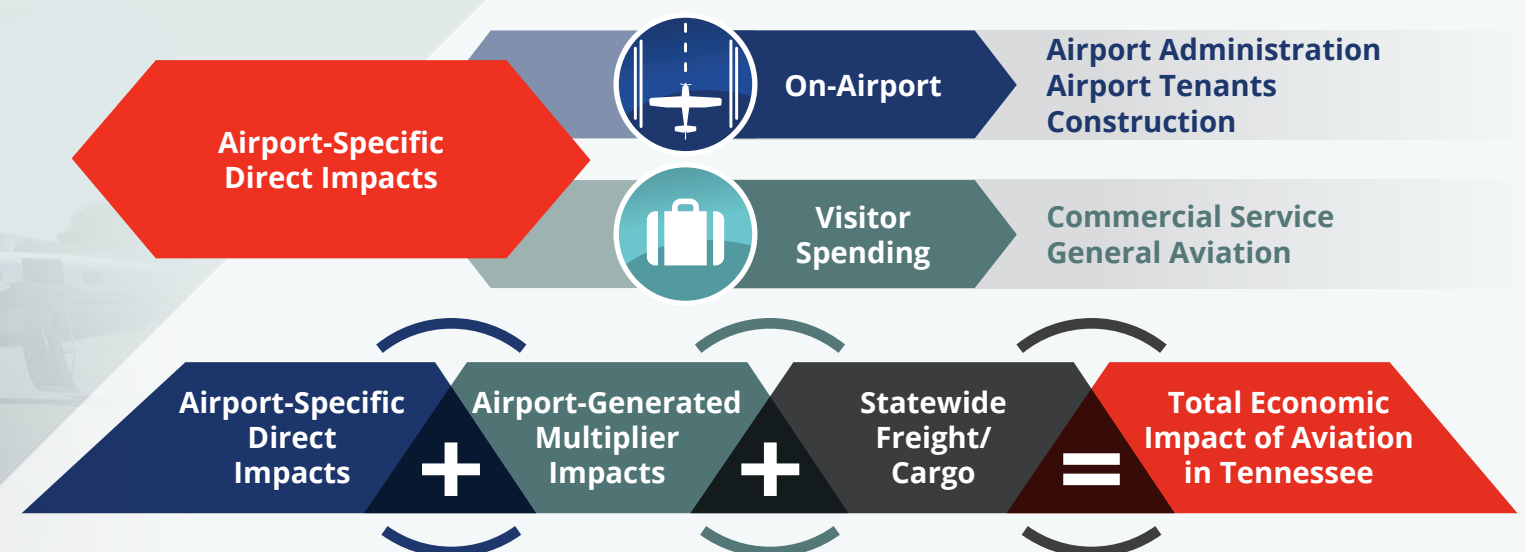 Airport-Specific
Direct Impacts
On-Airport
Airport Administration
Airport Tenants
Construction
Visitor
Spending
Commercial Service
General Aviation
Airport-Specific
Direct
Impacts
+
Airport-Generated
Multiplier
Impacts
+
Statewide
Freight/
Cargo
=
Total Economic
Impact of Aviation
in Tennessee